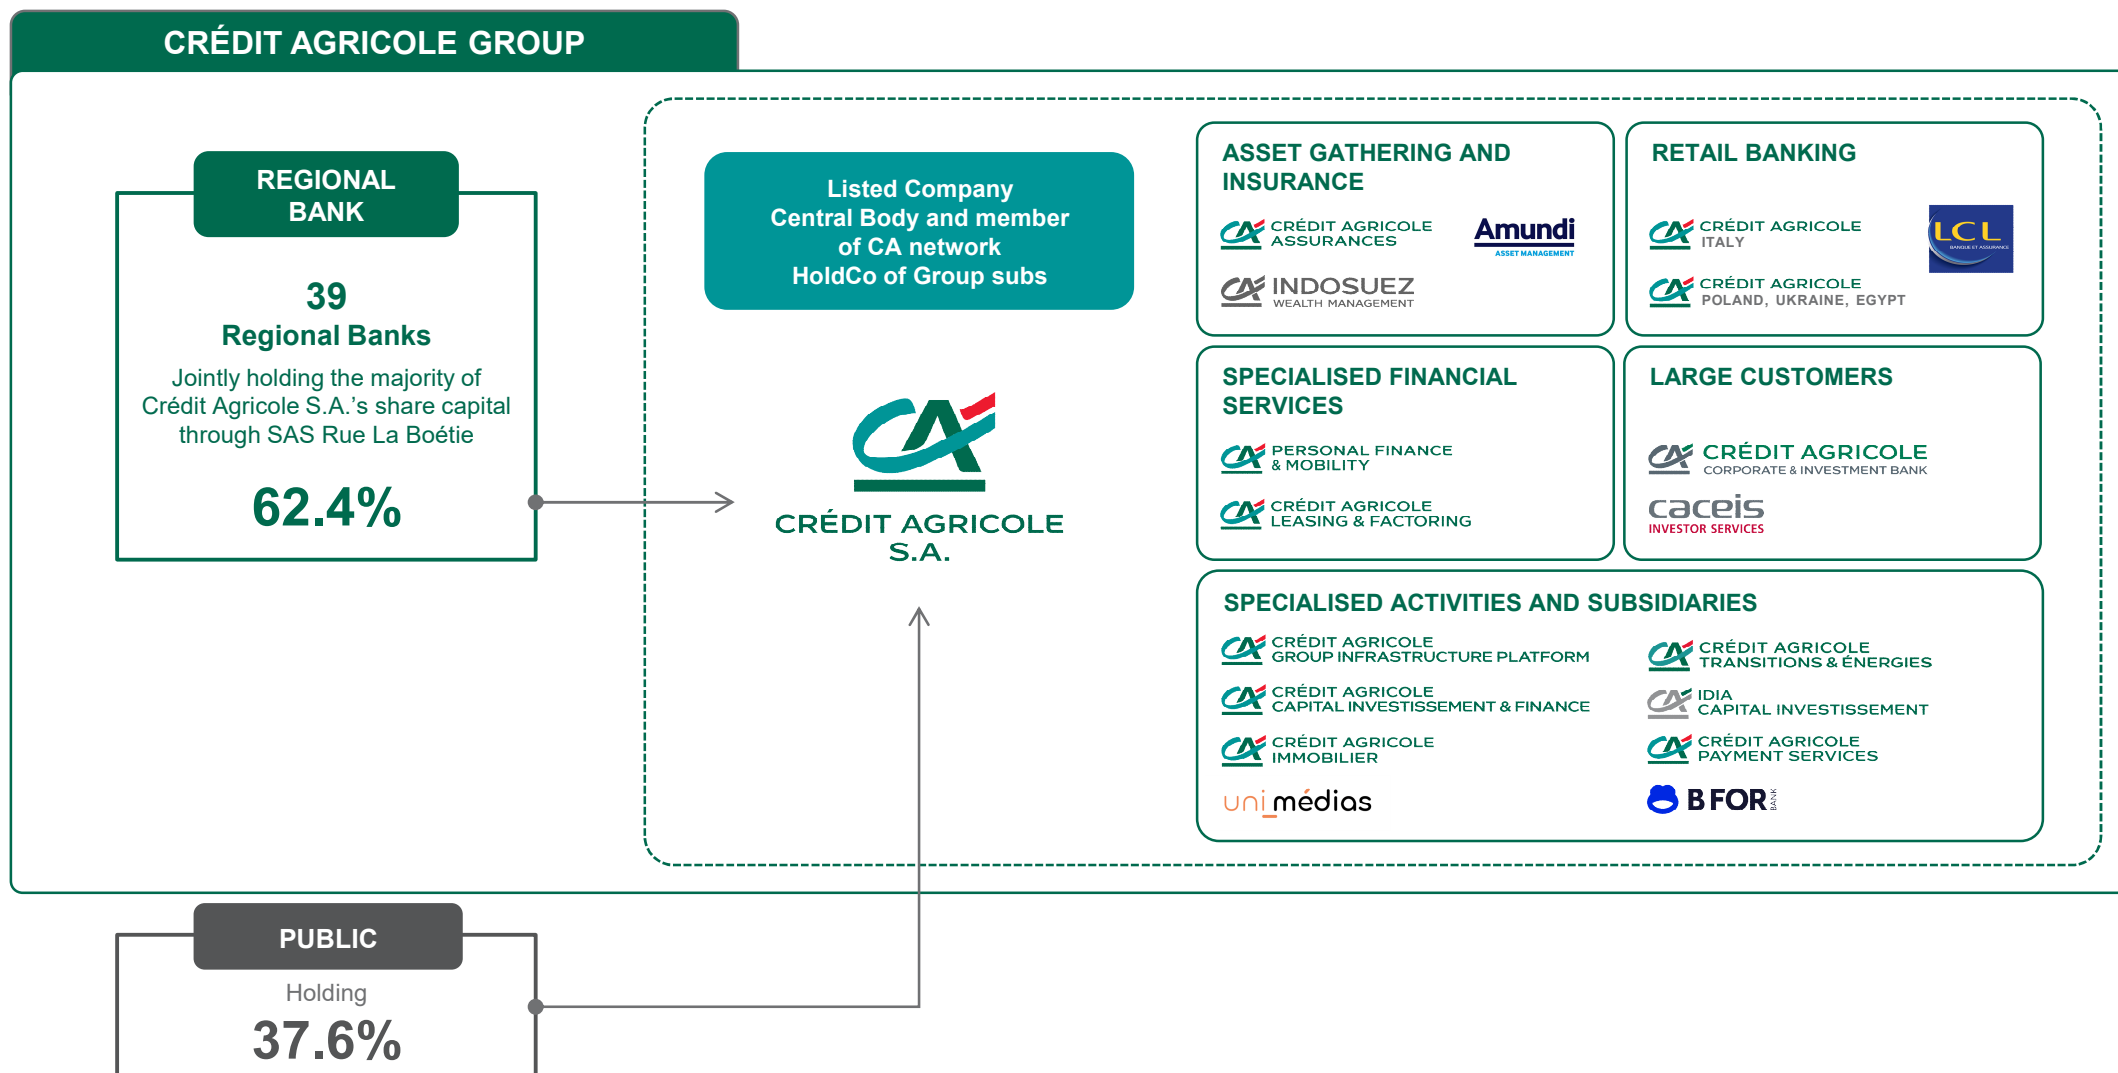 CRÉDIT AGRICOLE GROUP
REGIONAL
BANK
39
Regional Banks
Jointly holding the majority of
Crédit Agricole S.A.’s share capital
through SAS Rue La Boétie
62.4%
Listed Company
Central Body and member
of CA network
HoldCo of Group subs
CRÉDIT AGRICOLE
S.A.
ASSET GATHERING AND
INSURANCE
CRÉDIT AGRICOLE
ASSURANCES
Amundi
ASSET MANAGEMENT
INDOSUEZ
WEALTH MANAGEMENT
RETAIL BANKING
CRÉDIT AGRICOLE
ITALY
LCL
BANQUE ET ASSURANCE
CRÉDIT AGRICOLE
POLAND, UKRAINE, EGYPT
SPECIALISED FINANCIAL
SERVICES
PERSONAL FINANCE
& MOBILITY
CRÉDIT AGRICOLE
LEASING & FACTORING
LARGE CUSTOMERS
CRÉDIT AGRICOLE
CORPORATE & INVESTMENT BANK
caceis
INVESTOR SERVICES
SPECIALISED ACTIVITIES AND SUBSIDIARIES
CRÉDIT AGRICOLE
GROUP INFRASTRUCTURE PLATFORM
CRÉDIT AGRICOLE
TRANSITIONS & ÉNERGIES
CRÉDIT AGRICOLE
CAPITAL INVESTISSEMENT & FINANCE
IDIA
CAPITAL INVESTISSEMENT
CRÉDIT AGRICOLE
IMMOBILIER
CRÉDIT AGRICOLE
PAYMENT SERVICES
uni_médias
BFOR BANK
PUBLIC
Holding
37.6%